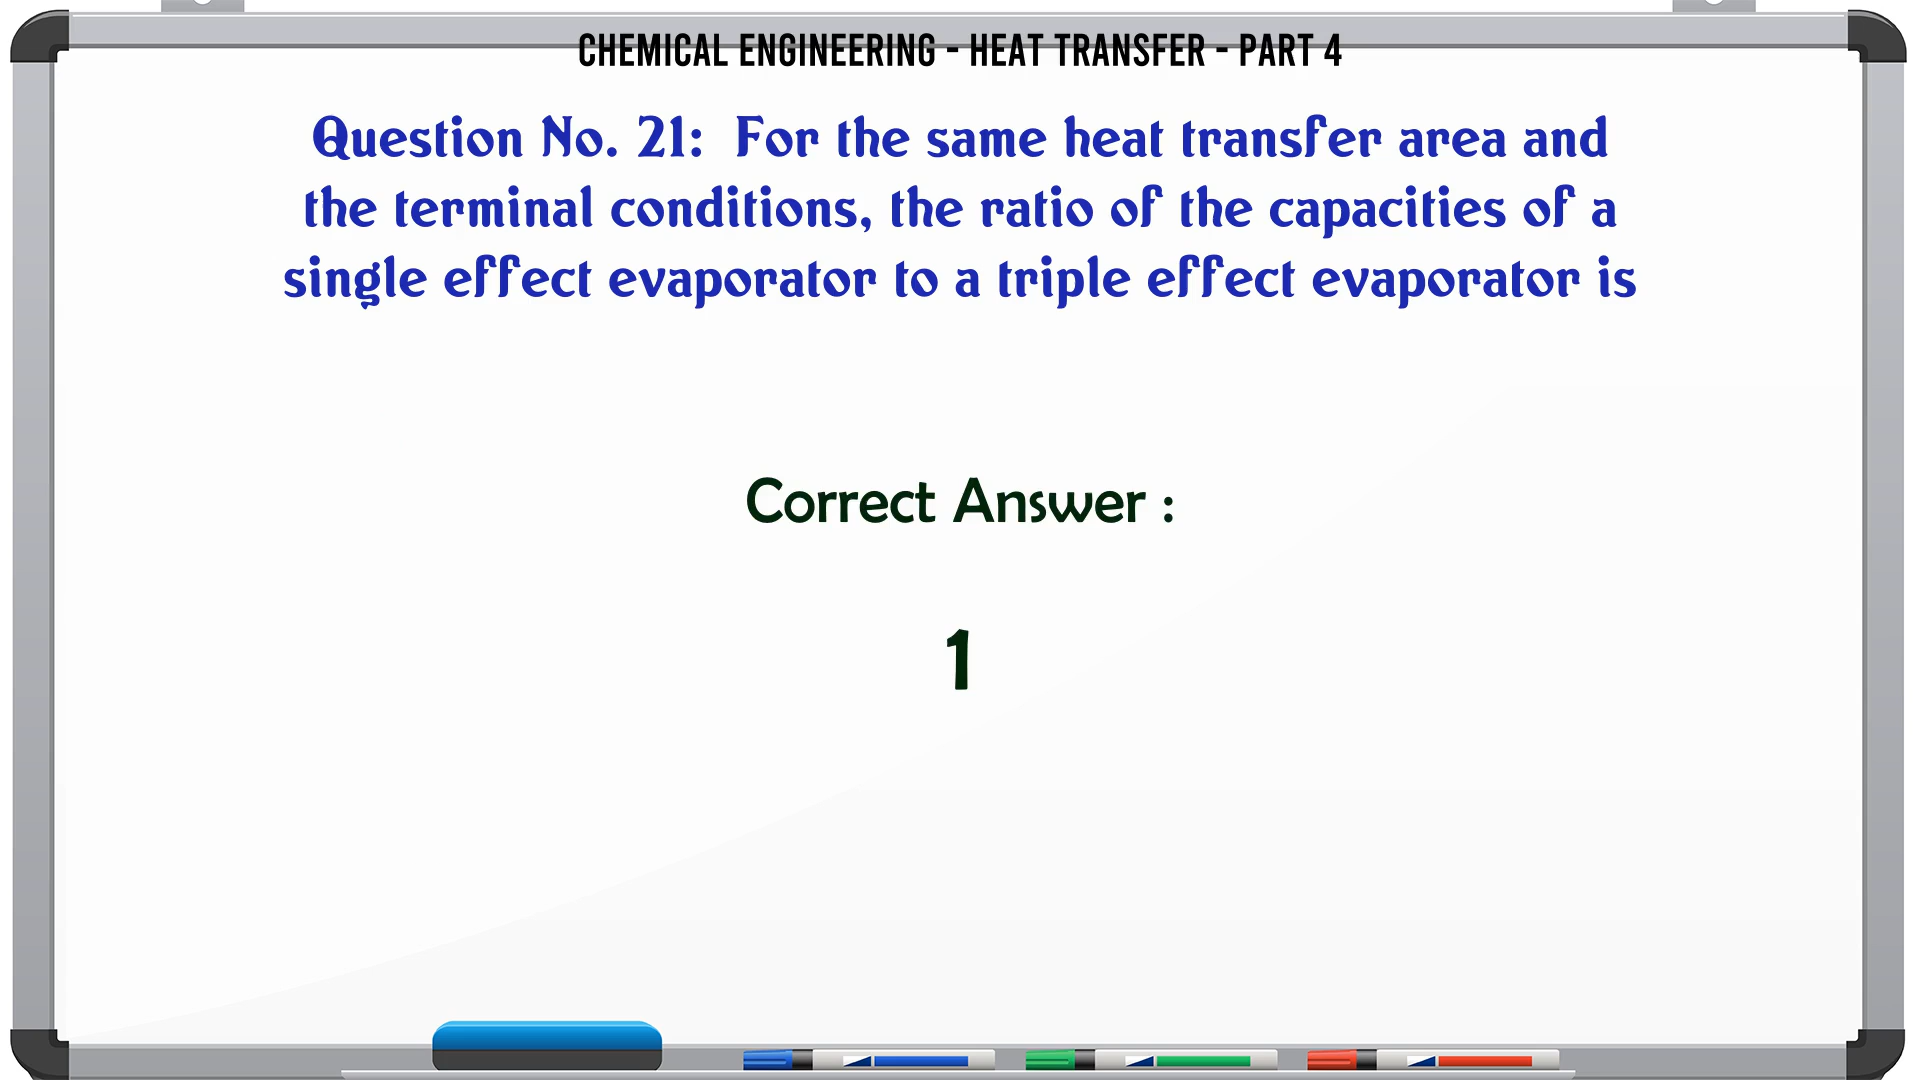 CHEMICAL ENGINEERING - HEAT TRANSFER - PART 4
Question No. 21: For the same heat transfer area and
the terminal conditions, the ratio of the capacities of a
single effect evaporator to a triple effect evaporator is
Correct Answer :
1